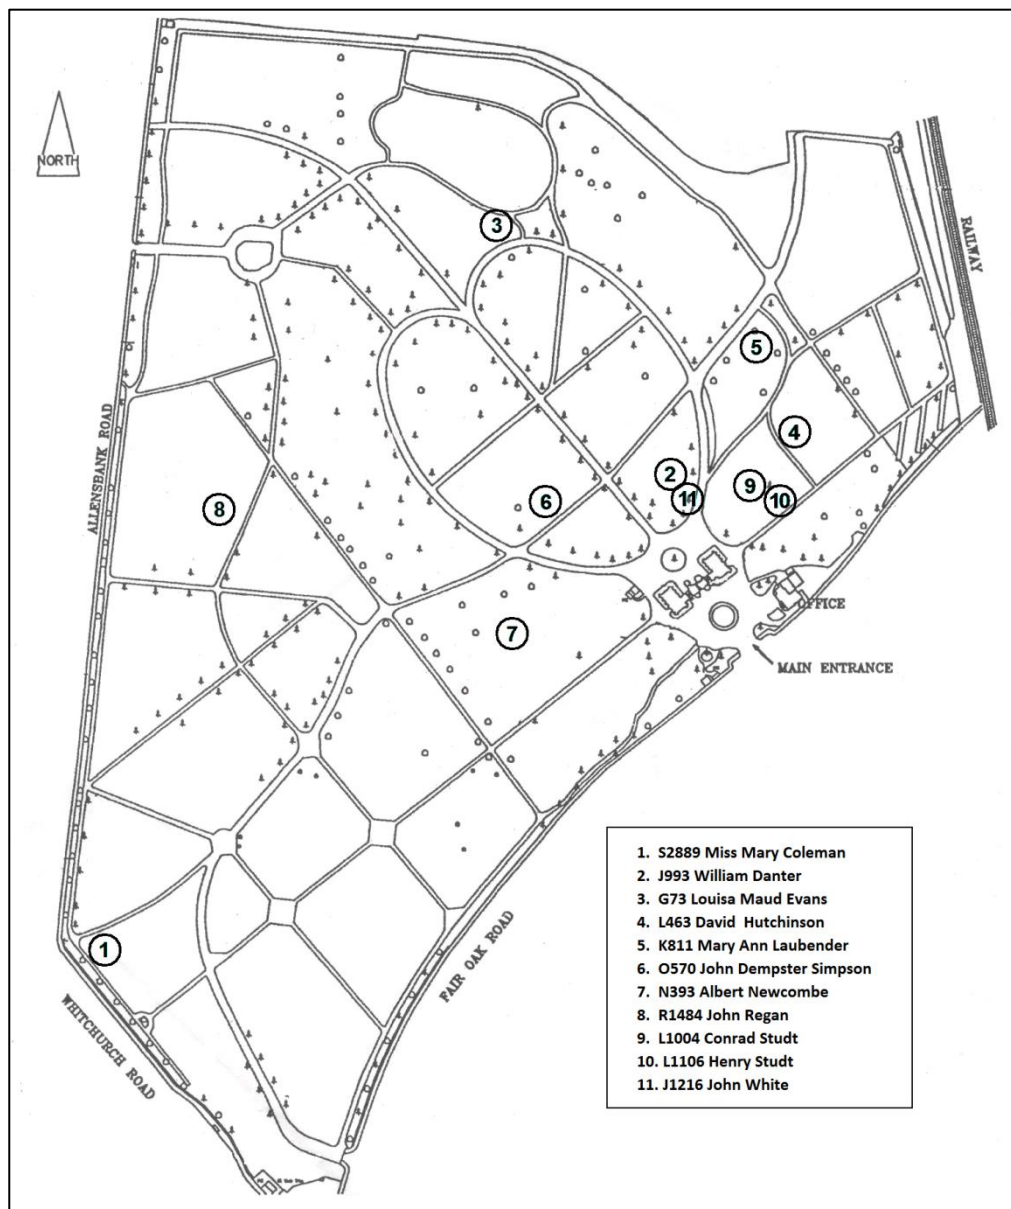 NORTH
3
RAILWAY
5
ALLENSBANK ROAD
4
2
9
8
6
11
10
OFFICE
7
MAIN ENTRANCE
1. S2889 Miss Mary Coleman
2. J993 William Danter
3. G73 Louisa Maud Evans
4. L463 David Hutchinson
5. K811 Mary Ann Laubender
6. O570 John Dempster Simpson
7. N393 Albert Newcombe
8. R1484 John Regan
9. L1004 Conrad Studt
10. L1106 Henry Studt
11. J1216 John White
1
FAIR OAK ROAD
WHITCHURCH ROAD